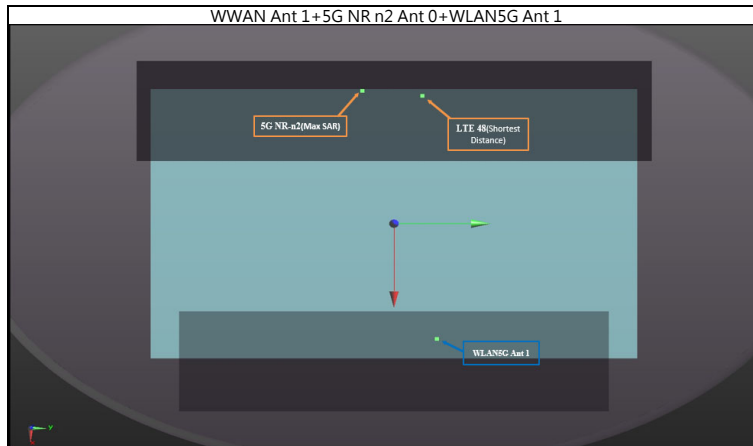 WWAN Ant 1+5G NR n2 Ant 0+WLAN5G Ant 1
5G NR-n2(Max SAR)
LTE 48(Shortest
Distance)
WLAN5G Ant 1
Y